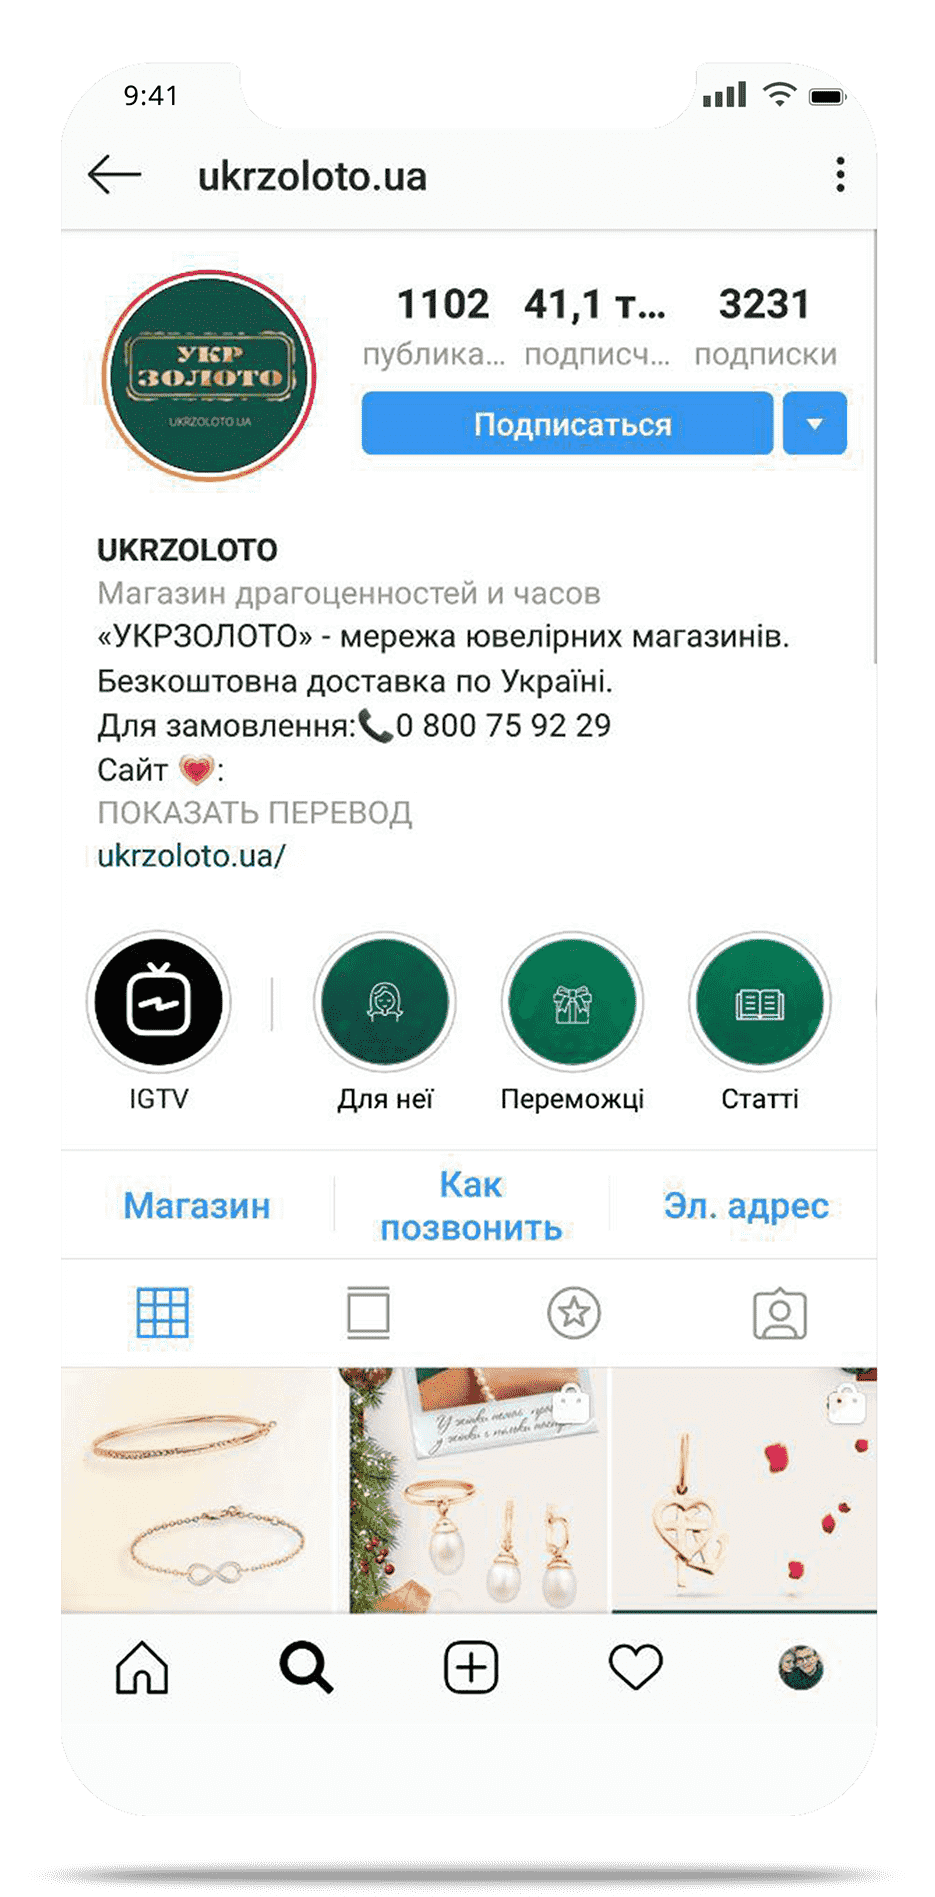 9:41
ukrzoloto.ua
УКР
ЗОЛОТО
UKRZOLOTO.UA
1102 41,1 т... 3231
публика... подписч... подписки
Подписаться
UKRZOLOTO
Магазин драгоценностей и часов
«УКРЗОЛОТО» - мережа ювелірних магазинів.
Безкоштовна доставка по Україні.
Для замовлення:📞0 800 75 92 29
Сайт 💗:
ПОКАЗАТЬ ПЕРЕВОД
ukrzoloto.ua/
IGTV Для неї Переможці Статті
Магазин Как позвонить Эл. адрес